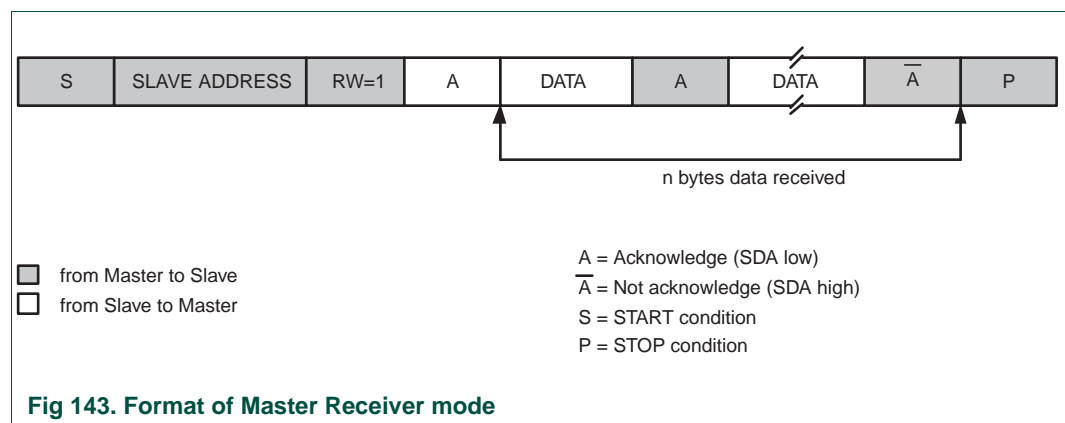 S SLAVE ADDRESS RW=1 A DATA A DATA A̅ P
n bytes data received
from Master to Slave
from Slave to Master
A = Acknowledge (SDA low)
A̅ = Not acknowledge (SDA high)
S = START condition
P = STOP condition
Fig 143. Format of Master Receiver mode